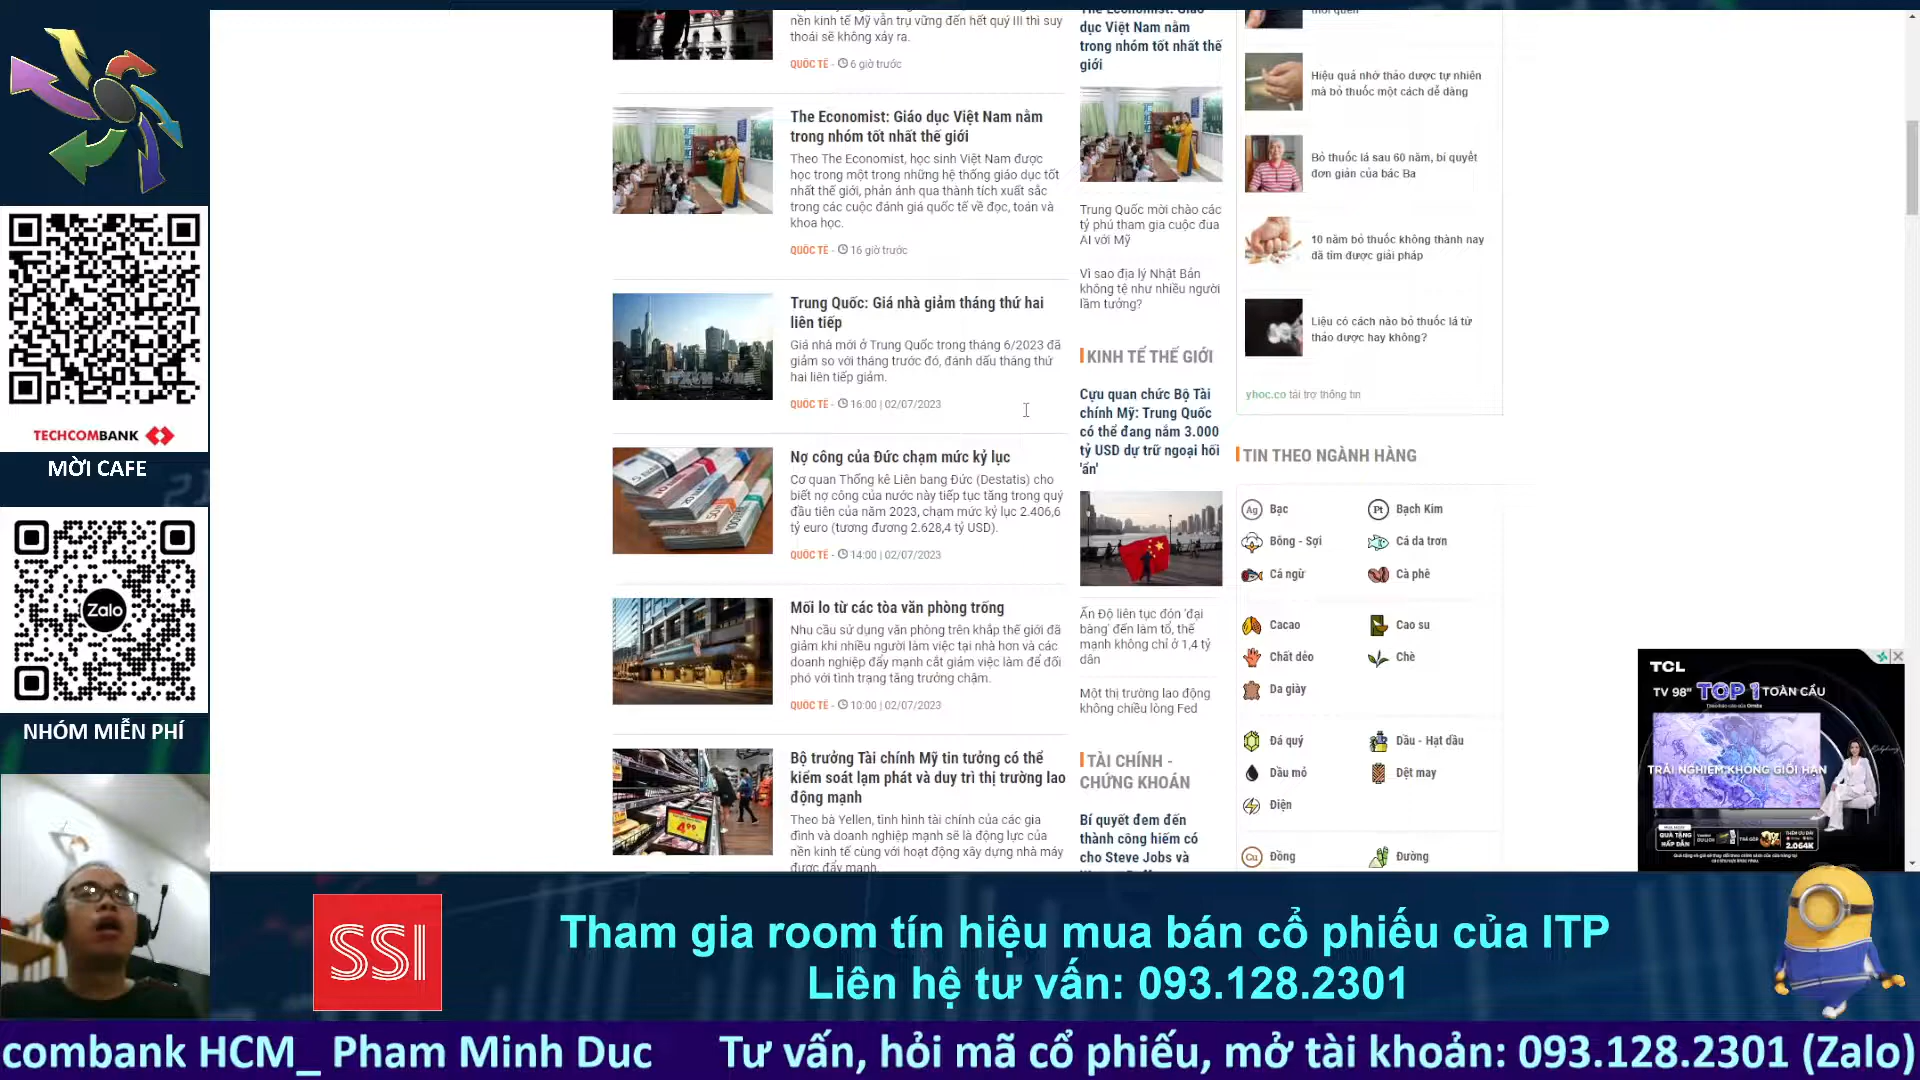 TECHCOMBANK
MỜI CAFE
Zalo
NHÓM MIỄN PHÍ
nền kinh tế Mỹ vẫn trụ vững đến hết quý III thì suy
thoái sẽ không xảy ra.
QUỐC TẾ - 6 giờ trước
The Economist: Giáo dục Việt Nam nằm
trong nhóm tốt nhất thế giới
Theo The Economist, học sinh Việt Nam được
học trong một trong những hệ thống giáo dục tốt
nhất thế giới, phản ánh qua thành tích xuất sắc
trong các cuộc đánh giá quốc tế về đọc, toán và
khoa học.
QUỐC TẾ - 16 giờ trước
Trung Quốc: Giá nhà giảm tháng thứ hai
liên tiếp
Giá nhà mới ở Trung Quốc trong tháng 6/2023 đã
giảm so với tháng trước đó, đánh dấu tháng thứ
hai liên tiếp giảm.
QUỐC TẾ - 16:00 | 02/07/2023
Nợ công của Đức chạm mức kỷ lục
Cơ quan Thống kê Liên bang Đức (Destatis) cho
biết nợ công của nước này tiếp tục tăng trong quý
đầu tiên của năm 2023, chạm mức kỷ lục 2.406,6
tỷ euro (tương đương 2.628,4 tỷ USD).
QUỐC TẾ - 14:00 | 02/07/2023
Mối lo từ các tòa văn phòng trống
Nhu cầu sử dụng văn phòng trên khắp thế giới đã
giảm khi nhiều người làm việc tại nhà hơn và các
doanh nghiệp đẩy mạnh cắt giảm việc làm để đối
phó với tình trạng tăng trưởng chậm.
QUỐC TẾ - 10:00 | 02/07/2023
Bộ trưởng Tài chính Mỹ tin tưởng có thể
kiểm soát lạm phát và duy trì thị trường lao
động mạnh
Theo bà Yellen, tình hình tài chính của các gia
đình và doanh nghiệp mạnh sẽ là động lực của
nền kinh tế cùng với hoạt động xây dựng nhà máy
được đẩy mạnh.
The Economist: Giáo
dục Việt Nam nằm
trong nhóm tốt nhất thế
giới
Trung Quốc mời chào các
tỷ phú tham gia cuộc đua
AI với Mỹ
Vì sao địa lý Nhật Bản
không tệ như nhiều người
lầm tưởng?
KINH TẾ THẾ GIỚI
Cựu quan chức Bộ Tài
chính Mỹ: Trung Quốc
có thể đang nắm 3.000
tỷ USD dự trữ ngoại hối
'ẩn'
Ấn Độ liên tục đón 'đại
bàng' đến làm tổ, thế
mạnh không chỉ ở 1,4 tỷ
dân
Một thị trường lao động
không chiều lòng Fed
TÀI CHÍNH -
CHỨNG KHOÁN
Bí quyết đem đến
thành công hiếm có
cho Steve Jobs và
Hiệu quả nhờ thảo dược tự nhiên
mà bỏ thuốc một cách dễ dàng
Bỏ thuốc lá sau 60 năm, bí quyết
đơn giản của bác Ba
10 năm bỏ thuốc không thành nay
đã tìm được giải pháp
Liệu có cách nào bỏ thuốc lá từ
thảo dược hay không?
yhoc.co tài trợ thông tin
TIN THEO NGÀNH HÀNG
Ag Bạc
Pt Bạch Kim
Bông - Sợi
Cá da trơn
Cá ngừ
Cà phê
Cacao
Cao su
Chất dẻo
Chè
Da giày
Đá quý
Dầu - Hạt dầu
Dầu mỏ
Dệt may
Điện
Cu Đồng
Đường
TCL
TV 98" TOP 1 TOÀN CẦU
TRẢI NGHIỆM KHÔNG GIỚI HẠN
QUÀ TẶNG
HẤP DẪN
2.064K
SSI
Tham gia room tín hiệu mua bán cổ phiếu của ITP
Liên hệ tư vấn: 093.128.2301
combank HCM_ Pham Minh Duc Tư vấn, hỏi mã cổ phiếu, mở tài khoản: 093.128.2301 (Zalo)